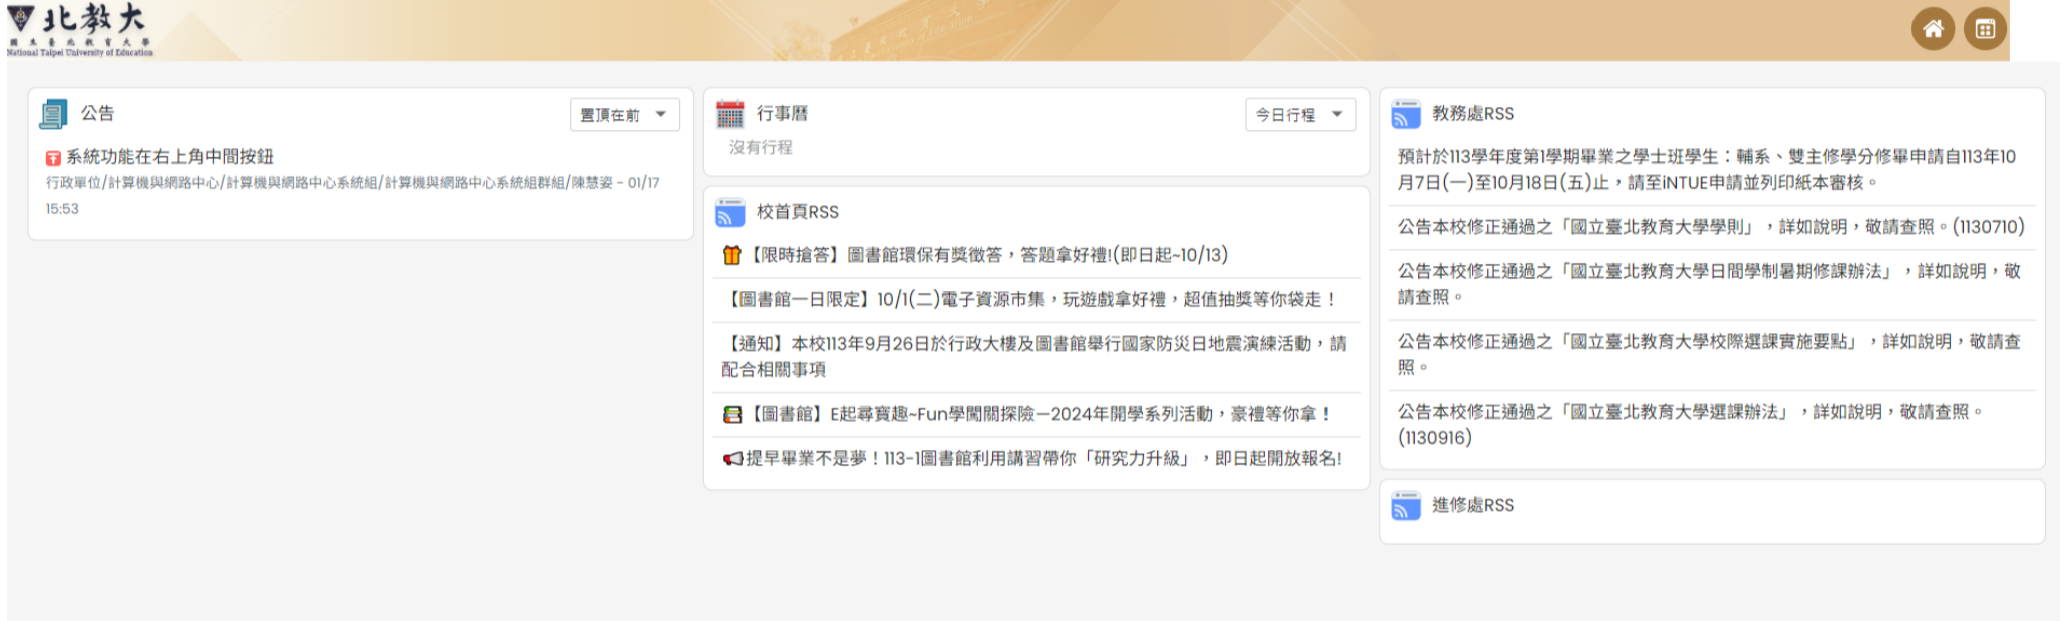 北教大
國立臺北教育大學
National Taipei University of Education
公告
置頂在前
系統功能在右上角中間按鈕
行政單位/計算機與網路中心/計算機與網路中心系統組/計算機與網路中心系統組群組/陳慧姿 - 01/17
15:53
行事曆
今日行程
沒有行程
校首頁RSS
【限時搶答】圖書館環保有獎徵答，答題拿好禮!(即日起~10/13)
【圖書館一日限定】10/1(二)電子資源市集，玩遊戲拿好禮，超值抽獎等你袋走！
【通知】本校113年9月26日於行政大樓及圖書館舉行國家防災日地震演練活動，請
配合相關事項
【圖書館】E起尋寶趣~Fun學闖關探險—2024年開學系列活動，豪禮等你拿！
提早畢業不是夢！113-1圖書館利用講習帶你「研究力升級」，即日起開放報名!
教務處RSS
預計於113學年度第1學期畢業之學士班學生：輔系、雙主修學分修畢申請自113年10
月7日(一)至10月18日(五)止，請至iNTUE申請並列印紙本審核。
公告本校修正通過之「國立臺北教育大學學則」，詳如說明，敬請查照。(1130710)
公告本校修正通過之「國立臺北教育大學日間學制暑期修課辦法」，詳如說明，敬
請查照。
公告本校修正通過之「國立臺北教育大學校際選課實施要點」，詳如說明，敬請查
照。
公告本校修正通過之「國立臺北教育大學選課辦法」，詳如說明，敬請查照。
(1130916)
進修處RSS